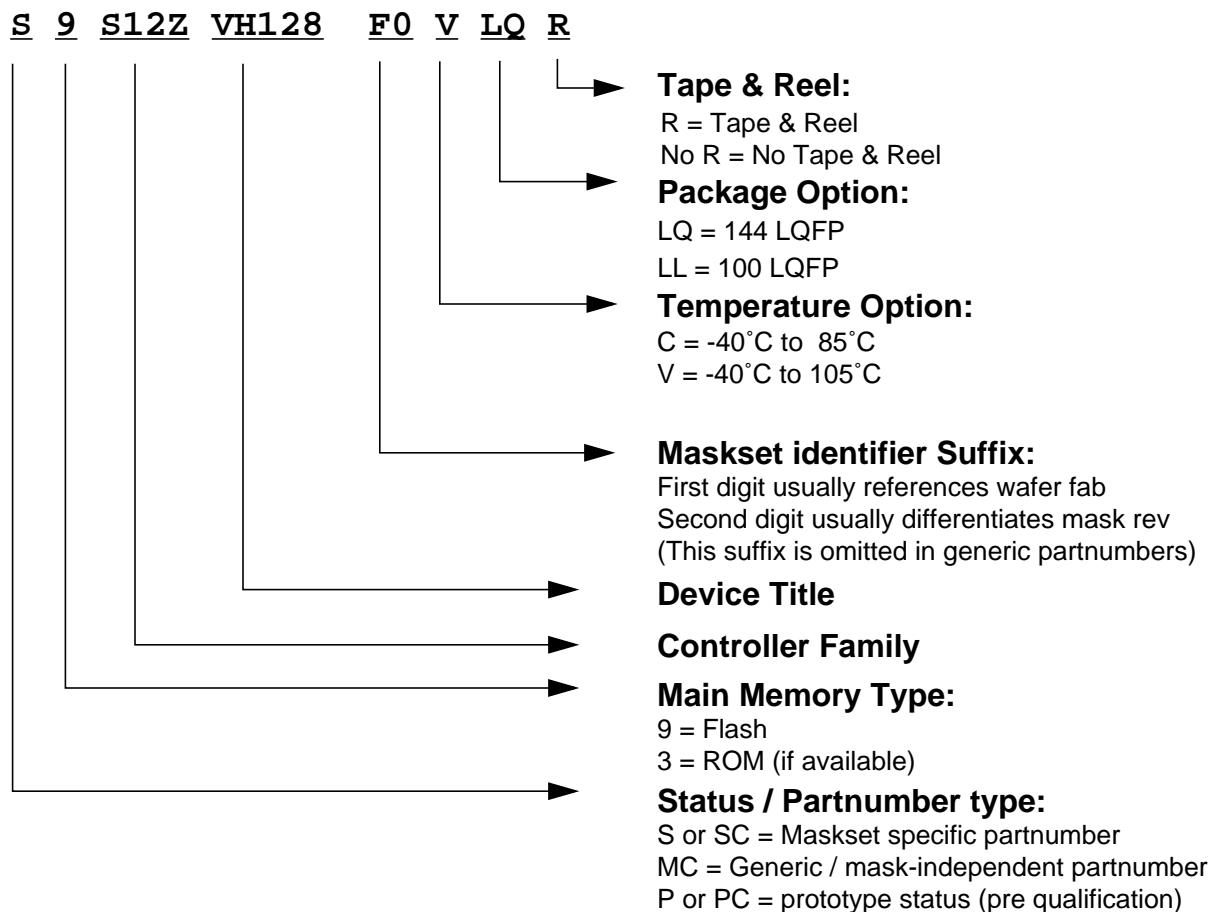 S 9 S12Z VH128 F0 V LQ R
Tape & Reel:
R = Tape & Reel
No R = No Tape & Reel
Package Option:
LQ = 144 LQFP
LL = 100 LQFP
Temperature Option:
C = -40˚C to 85˚C
V = -40˚C to 105˚C
Maskset identifier Suffix:
First digit usually references wafer fab
Second digit usually differentiates mask rev
(This suffix is omitted in generic partnumbers)
Device Title
Controller Family
Main Memory Type:
9 = Flash
3 = ROM (if available)
Status / Partnumber type:
S or SC = Maskset specific partnumber
MC = Generic / mask-independent partnumber
P or PC = prototype status (pre qualification)